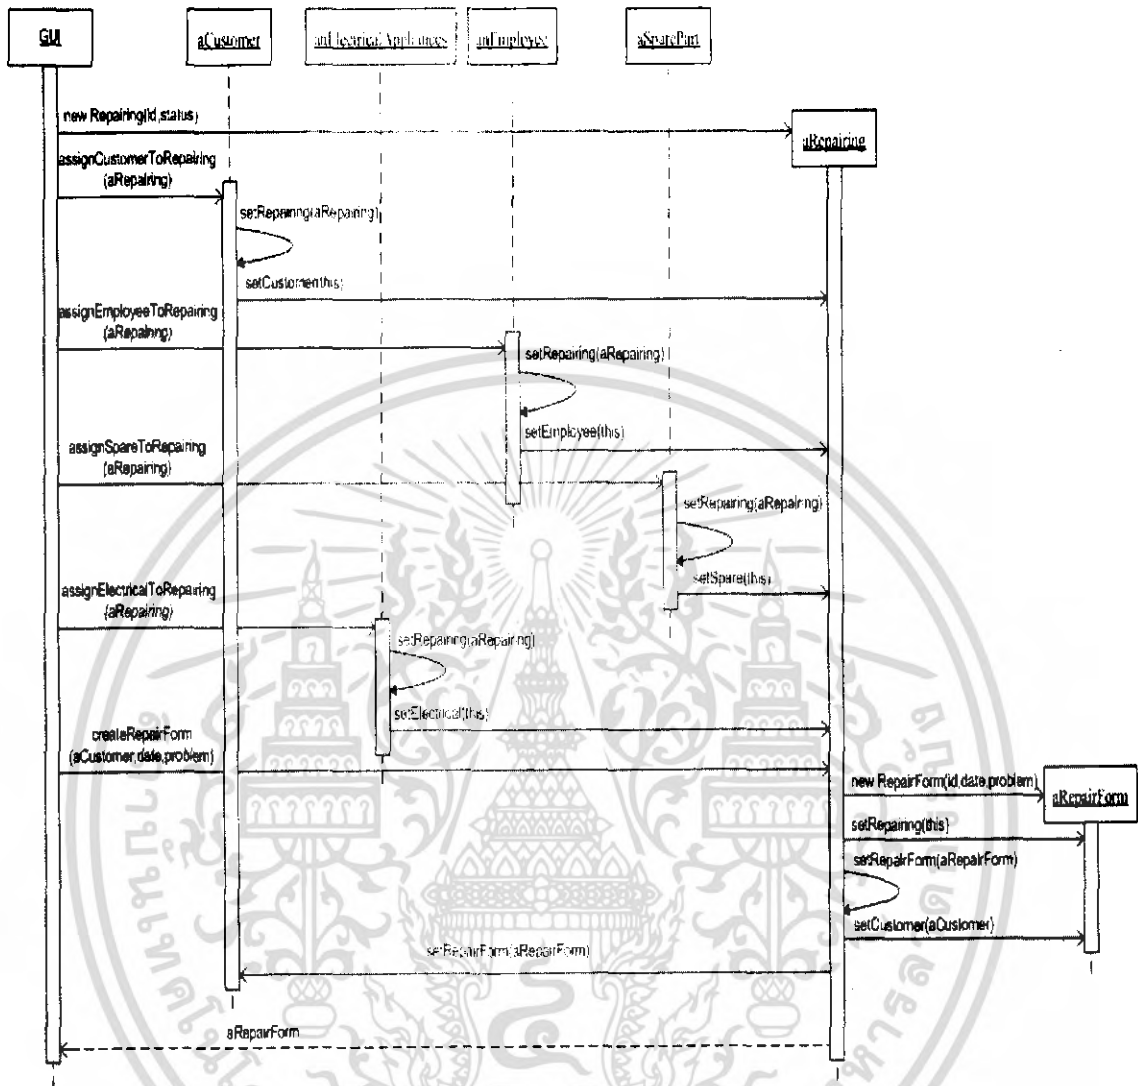 GUI
aCustomer
anElectricalAppliances
anEmployee
aSparePart
new Repairing(id,status)
aRepairing
assignCustomerToRepairing
(aRepairing)
setRepairing(aRepairing)
setCustomer(this)
assignEmployeeToRepairing
(aRepairing)
setRepairing(aRepairing)
setEmployee(this)
assignSpareToRepairing
(aRepairing)
setRepairing(aRepairing)
setSpare(this)
assignElectricalToRepairing
(aRepairing)
setRepairing(aRepairing)
setElectrical(this)
createRepairForm
(aCustomer,date,problem)
new RepairForm(id,date,problem)
aRepairForm
setRepairing(this)
setRepairForm(aRepairForm)
setCustomer(aCustomer)
setRepairForm(aRepairForm)
aRepairForm